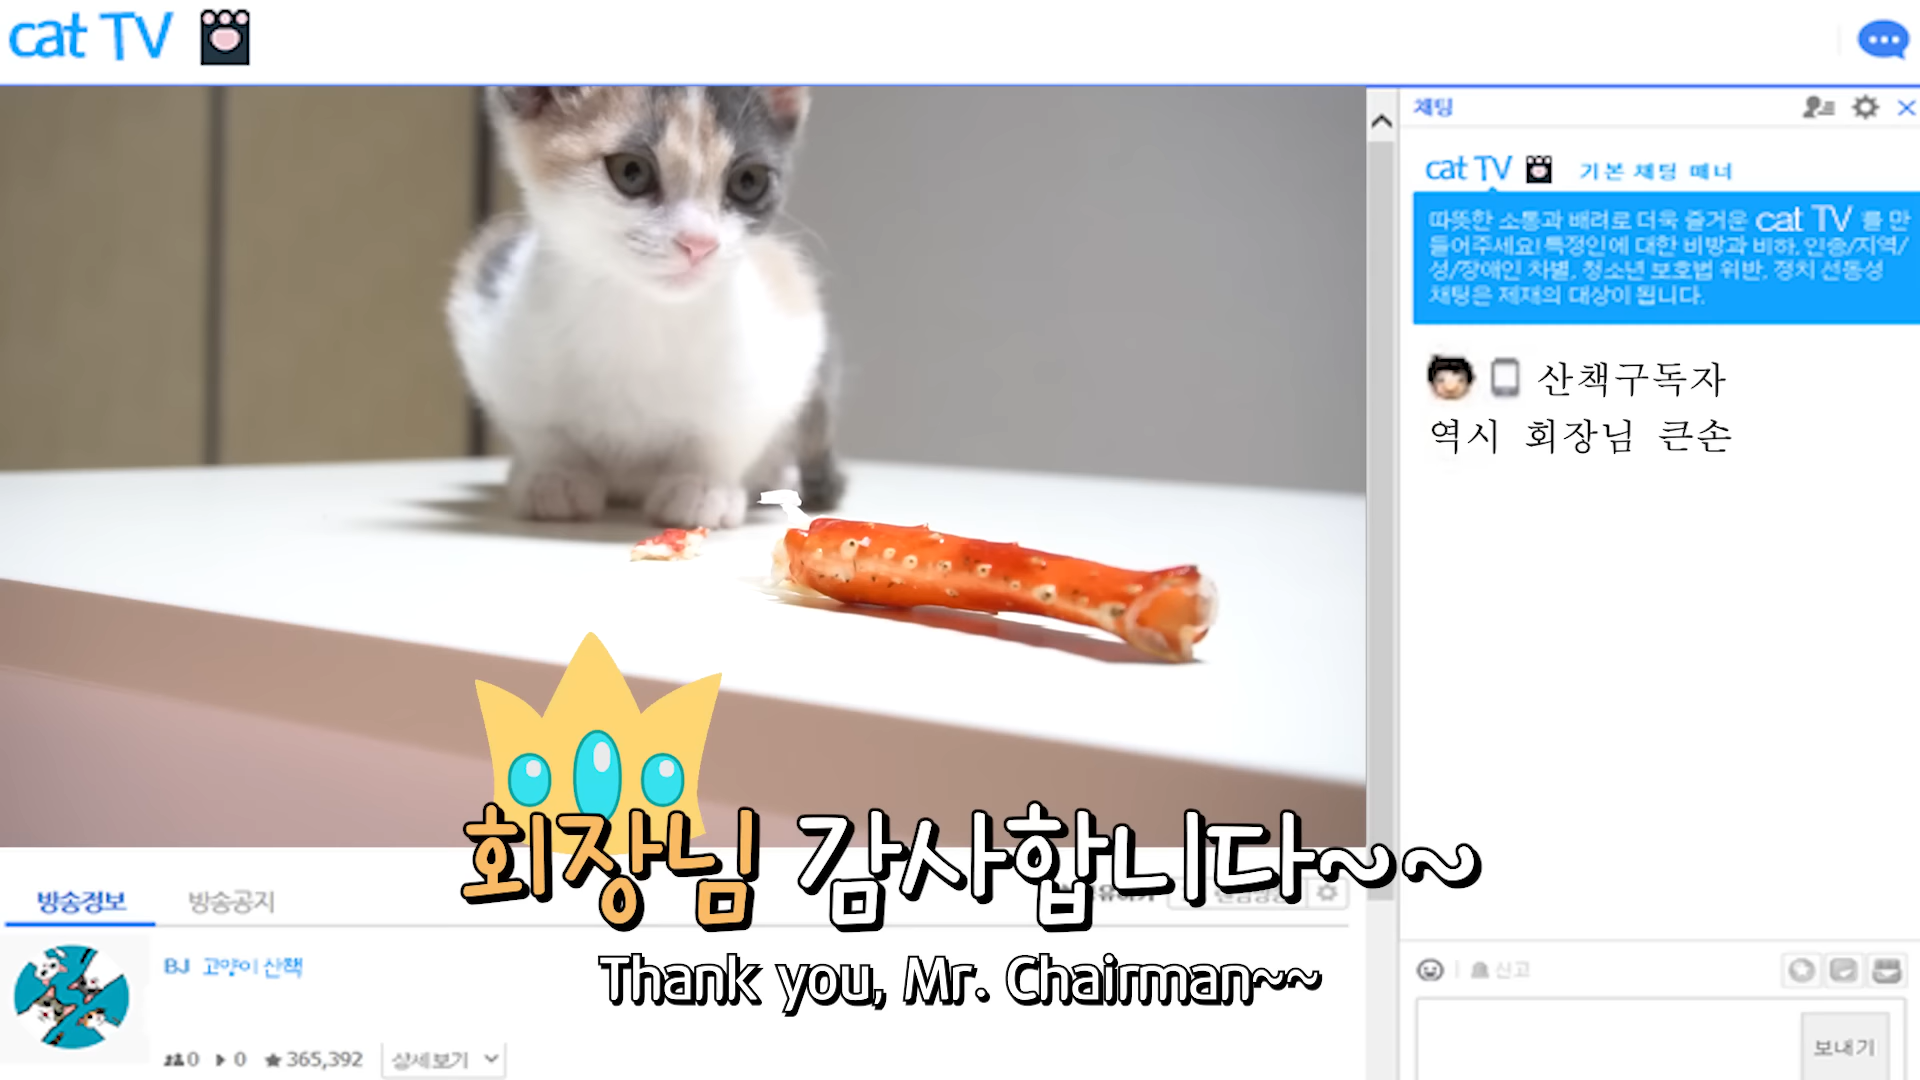 cat TV
채팅
cat TV 기본 채팅 매너
따뜻한 소통과 배려로 더욱 즐거운 cat TV 를 만
들어주세요! 특정인에 대한 비방과 비하, 인종/지역/
성/장애인 차별, 청소년 보호법 위반, 정치 선동성
채팅은 제재의 대상이 됩니다.
산책구독자
역시 회장님 큰손
회장님 감사합니다~~
Thank you, Mr. Chairman~~
방송정보 방송공지
BJ 고양이 산책
0 0 365,392 상세보기
신고
보내기